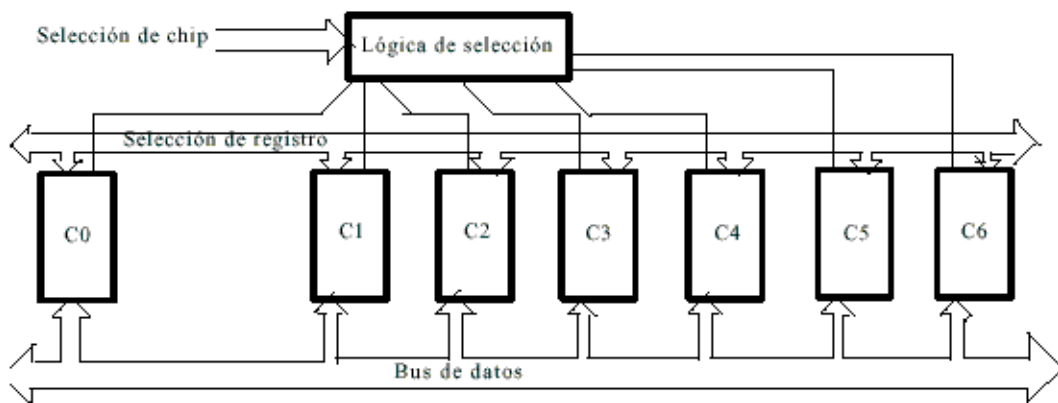 Selección de chip
Lógica de selección
Selección de registro
C0
C1
C2
C3
C4
C5
C6
Bus de datos